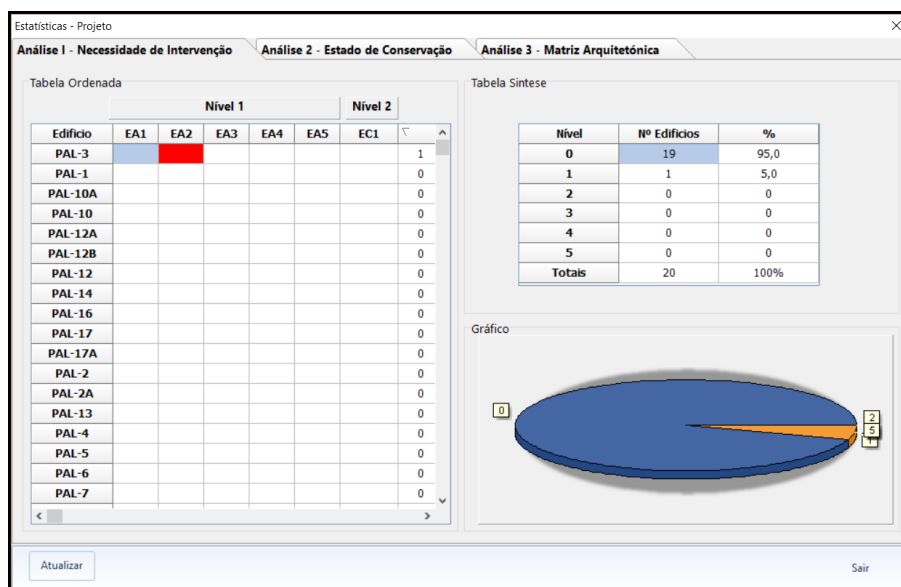 Estatísticas - Projeto
Análise I - Necessidade de Intervenção Análise 2 - Estado de Conservação Análise 3 - Matriz Arquitetónica
Tabela Ordenada
Nível 1 Nível 2
Edifício EA1 EA2 EA3 EA4 EA5 EC1
PAL-3 1
PAL-1 0
PAL-10A 0
PAL-10 0
PAL-12A 0
PAL-12B 0
PAL-12 0
PAL-14 0
PAL-16 0
PAL-17 0
PAL-17A 0
PAL-2 0
PAL-2A 0
PAL-13 0
PAL-4 0
PAL-5 0
PAL-6 0
PAL-7 0
Tabela Síntese
Nível Nº Edifícios %
0 19 95,0
1 1 5,0
2 0 0
3 0 0
4 0 0
5 0 0
Totais 20 100%
Gráfico
0
2
5
1
Atualizar
Sair